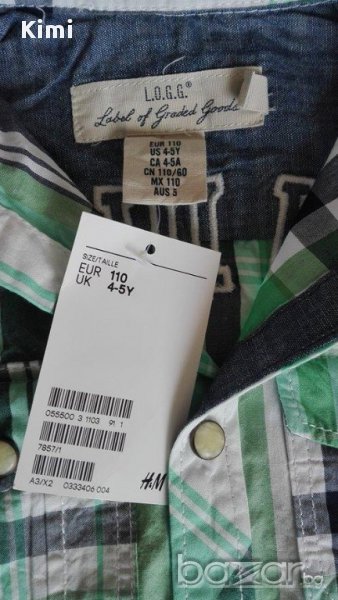 Kimi
L.O.G.G.®
Label of Graded Goods
EUR 110
US 4-5Y
CA 4-5A
CN 110/60
MX 110
AUS 5
SIZE/TAILLE
EUR 110
UK 4-5Y
055500 3 1103 91 1
7857/1
A3/X2 0333406 004
H&M
bazar.bg